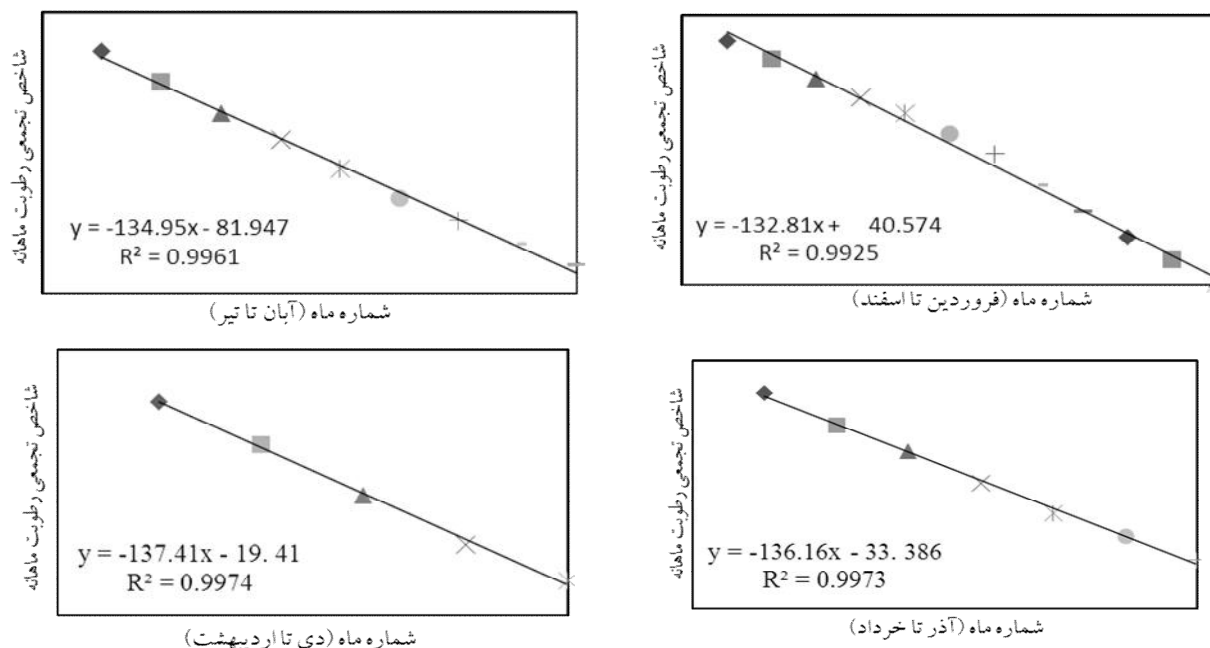 شاخص تجمعی رطوبت ماهانه
y = -134.95x - 81.947
R² = 0.9961
شماره ماه (آبان تا تیر)
شاخص تجمعی رطوبت ماهانه
y = -132.81x + 40.574
R² = 0.9925
شماره ماه (فروردین تا اسفند)
شاخص تجمعی رطوبت ماهانه
y = -137.41x - 19. 41
R² = 0.9974
شماره ماه (دی تا اردیبهشت)
شاخص تجمعی رطوبت ماهانه
y = -136.16x - 33. 386
R² = 0.9973
شماره ماه (آذر تا خرداد)